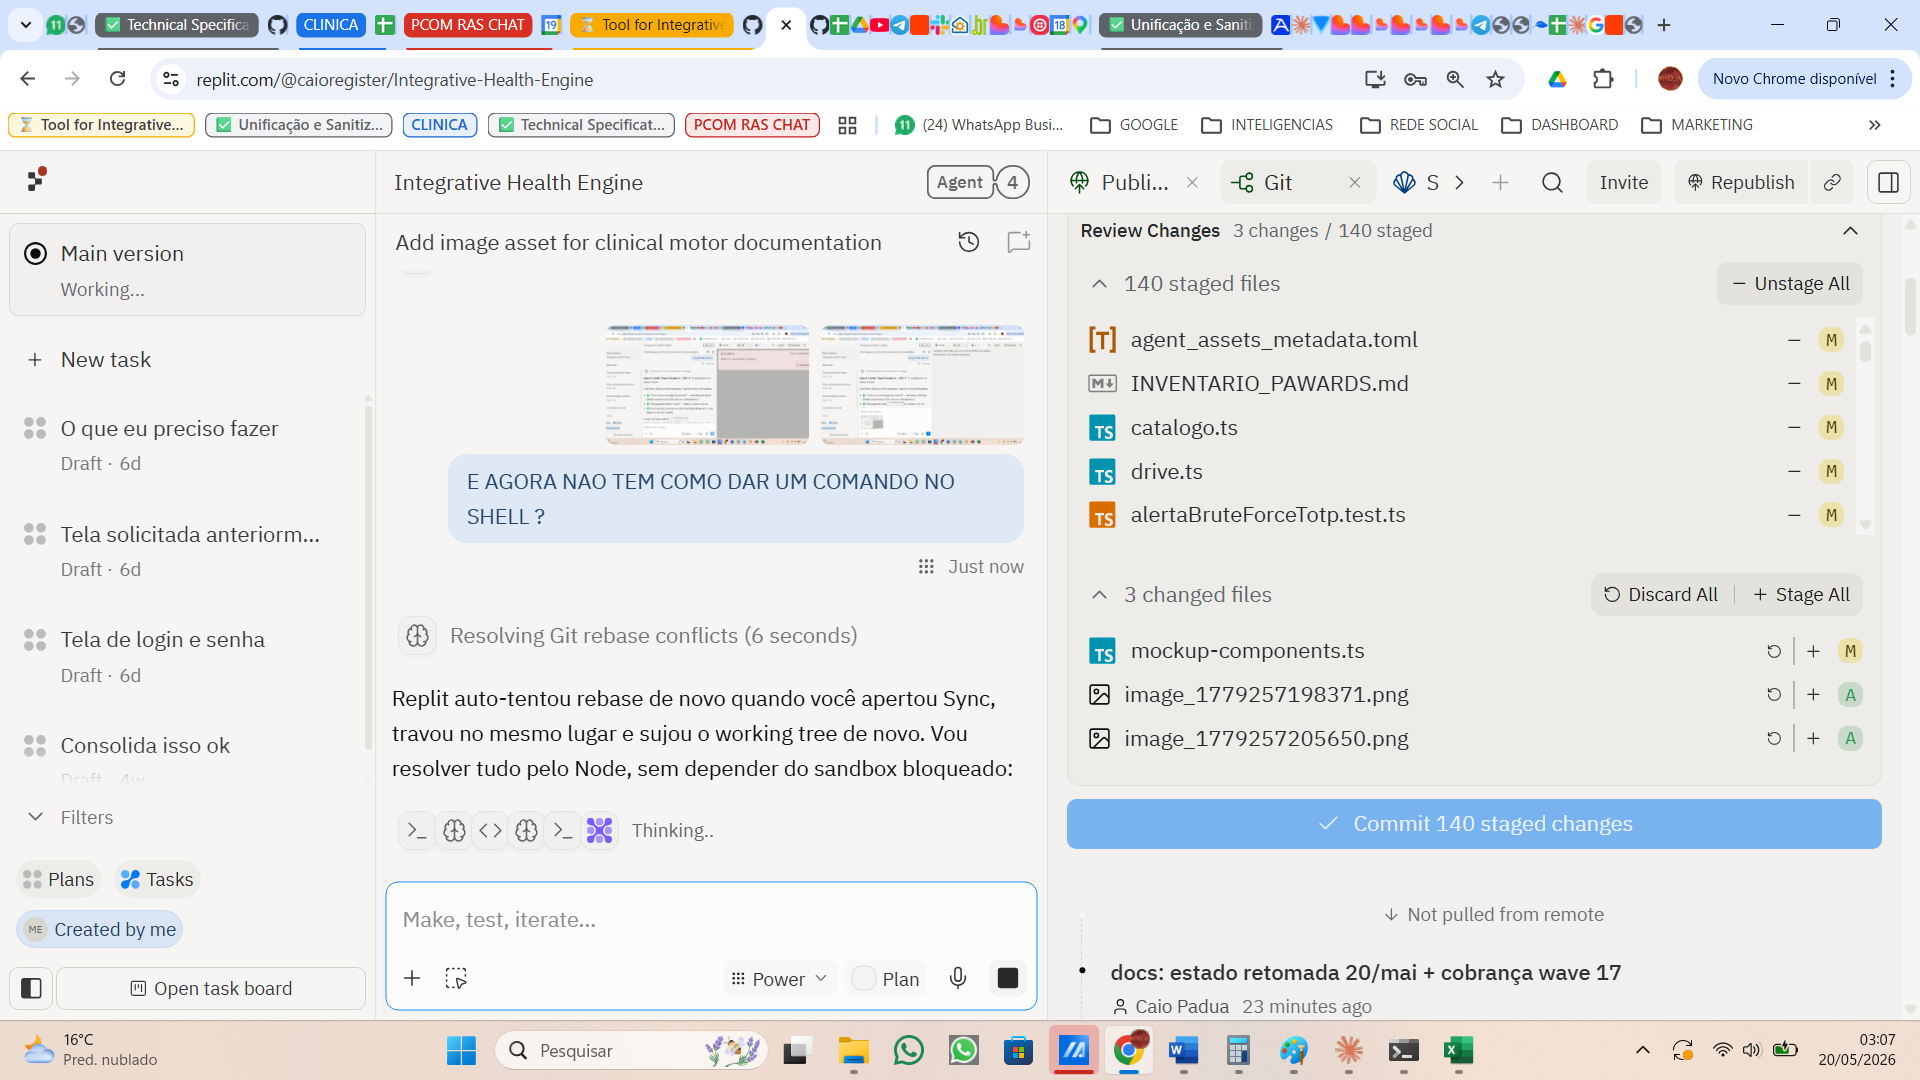 Technical Specifica
CLINICA
PCOM RAS CHAT
Tool for Integrative
Unificação e Saniti
replit.com/@caioregister/Integrative-Health-Engine
Novo Chrome disponível
Tool for Integrative...
Unificação e Sanitiz...
CLINICA
Technical Specificat...
PCOM RAS CHAT
(24) WhatsApp Busi...
GOOGLE
INTELIGENCIAS
REDE SOCIAL
DASHBOARD
MARKETING
Integrative Health Engine
Agent 4
Publi...
Git
S
Invite
Republish
Main version
Working...
New task
O que eu preciso fazer
Draft · 6d
Tela solicitada anteriorm...
Draft · 6d
Tela de login e senha
Draft · 6d
Consolida isso ok
Draft · 4w
Filters
Plans
Tasks
ME Created by me
Open task board
Add image asset for clinical motor documentation
E AGORA NAO TEM COMO DAR UM COMANDO NO
SHELL ?
Just now
Resolving Git rebase conflicts (6 seconds)
Replit auto-tentou rebase de novo quando você apertou Sync,
travou no mesmo lugar e sujou o working tree de novo. Vou
resolver tudo pelo Node, sem depender do sandbox bloqueado:
Thinking..
Make, test, iterate...
Power
Plan
Review Changes 3 changes / 140 staged
140 staged files
Unstage All
agent_assets_metadata.toml M
INVENTARIO_PAWARDS.md M
catalogo.ts M
drive.ts M
alertaBruteForceTotp.test.ts M
3 changed files
Discard All
Stage All
mockup-components.ts M
image_1779257198371.png A
image_1779257205650.png A
Commit 140 staged changes
Not pulled from remote
docs: estado retomada 20/mai + cobrança wave 17
Caio Padua 23 minutes ago
16°C
Pred. nublado
Pesquisar
03:07
20/05/2026